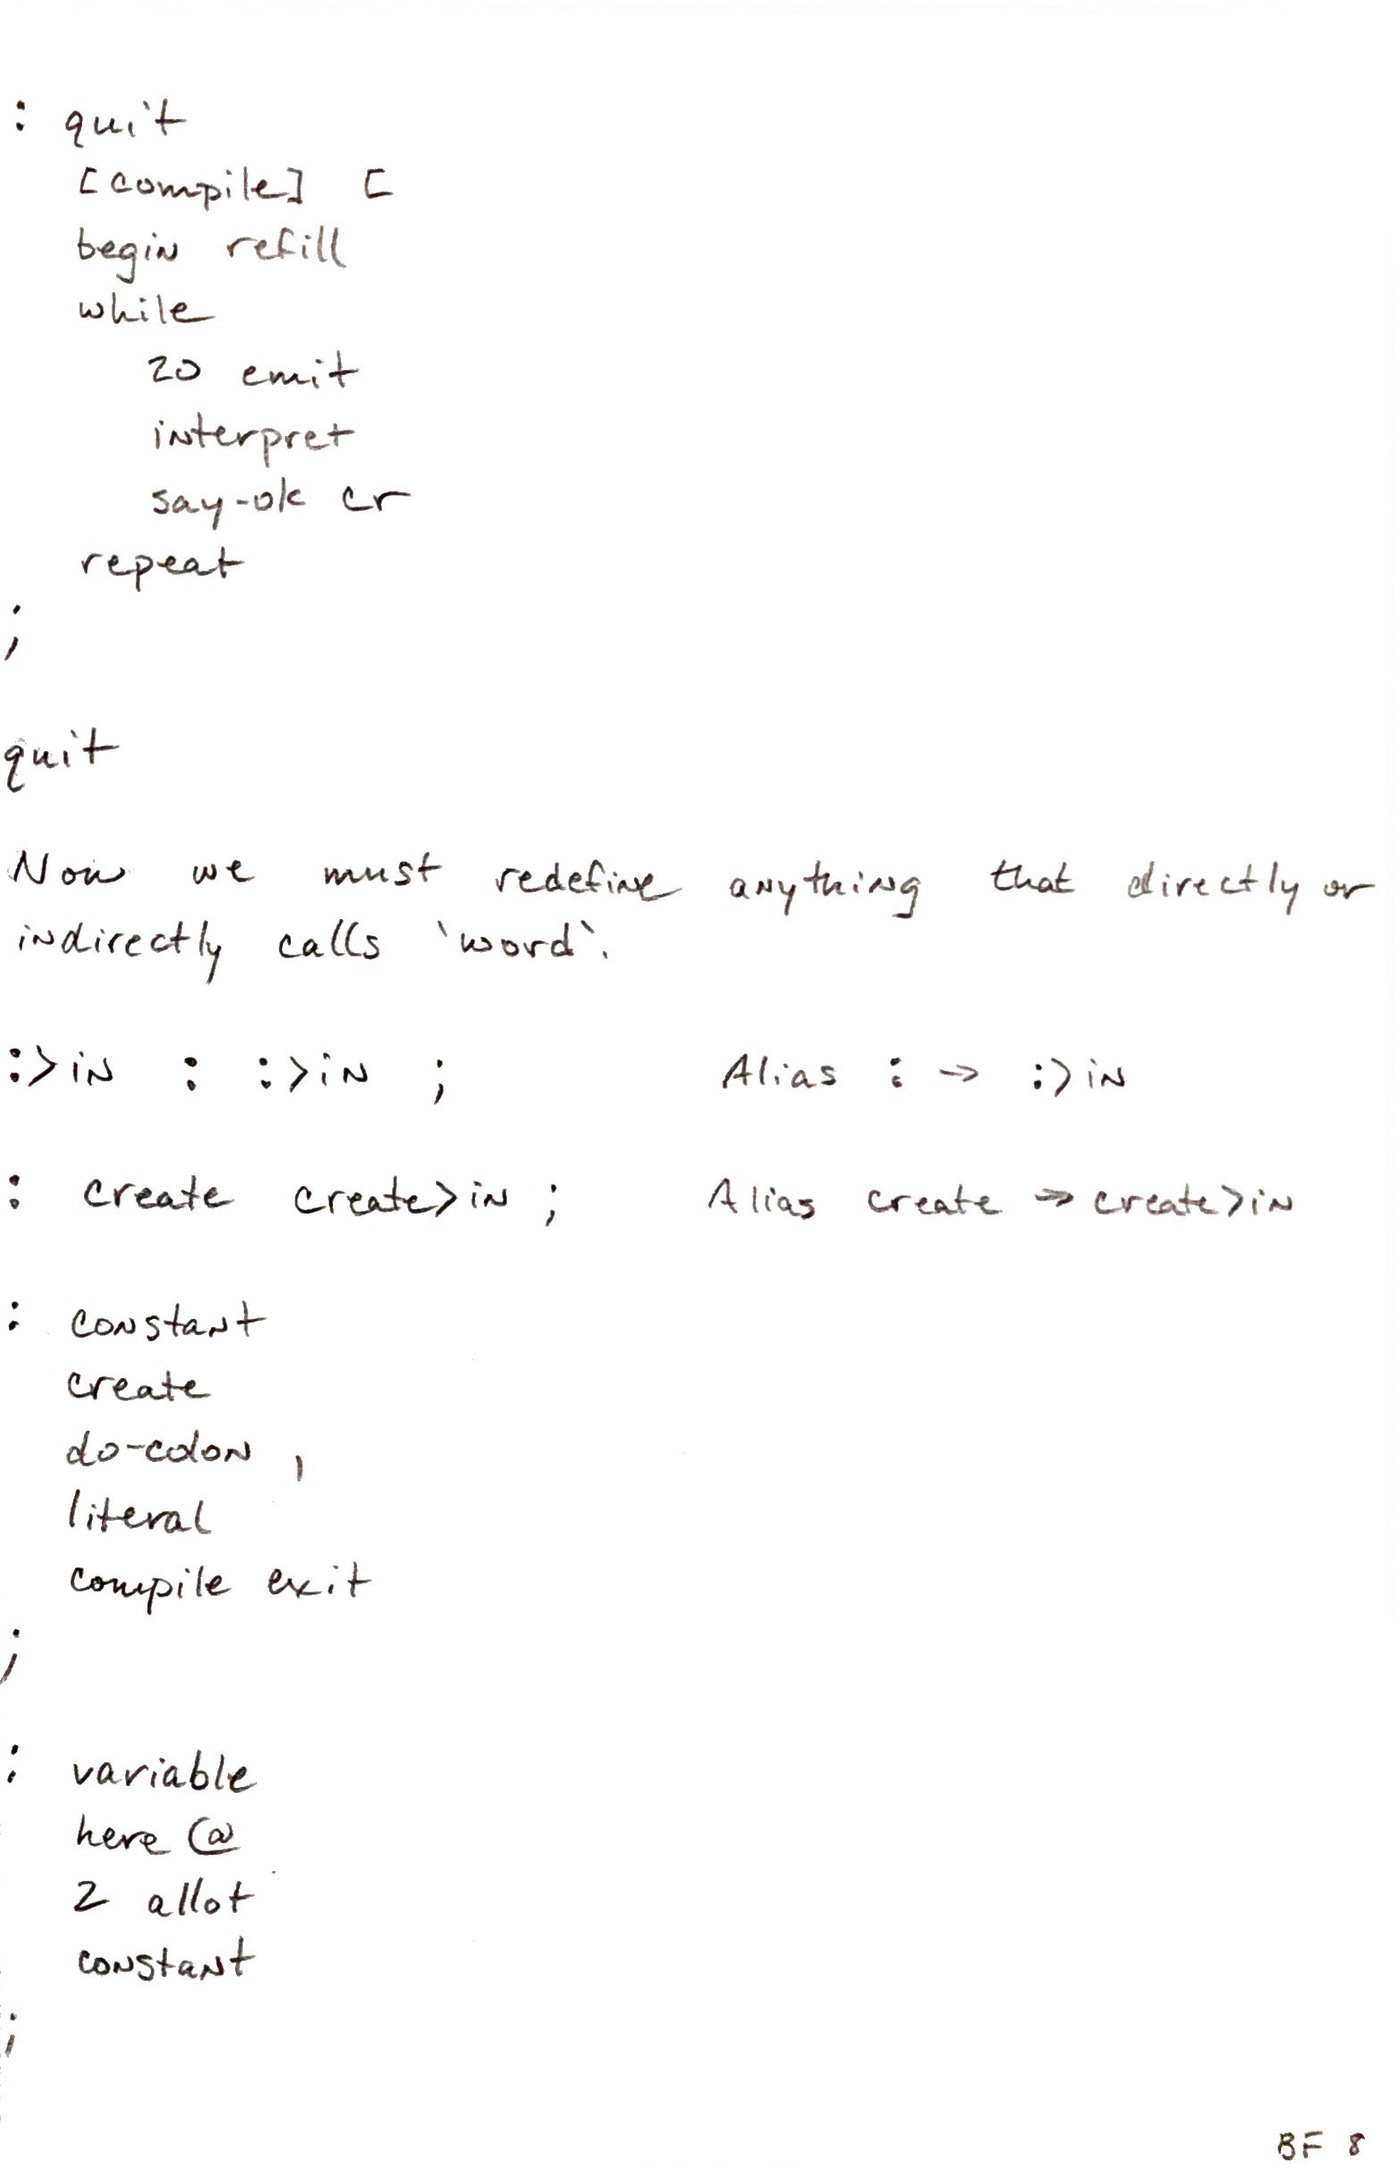 : quit
[compile] [
begin refill
while
20 emit
interpret
say-ok cr
repeat
;
quit
Now we must redefine anything that directly or
indirectly calls `word`.
:>in : :>in ; Alias : → :>in
: create create>in ; Alias create → create>in
: constant
create
do-colon ,
literal
compile exit
;
: variable
here @
2 allot
constant
;
BF 8